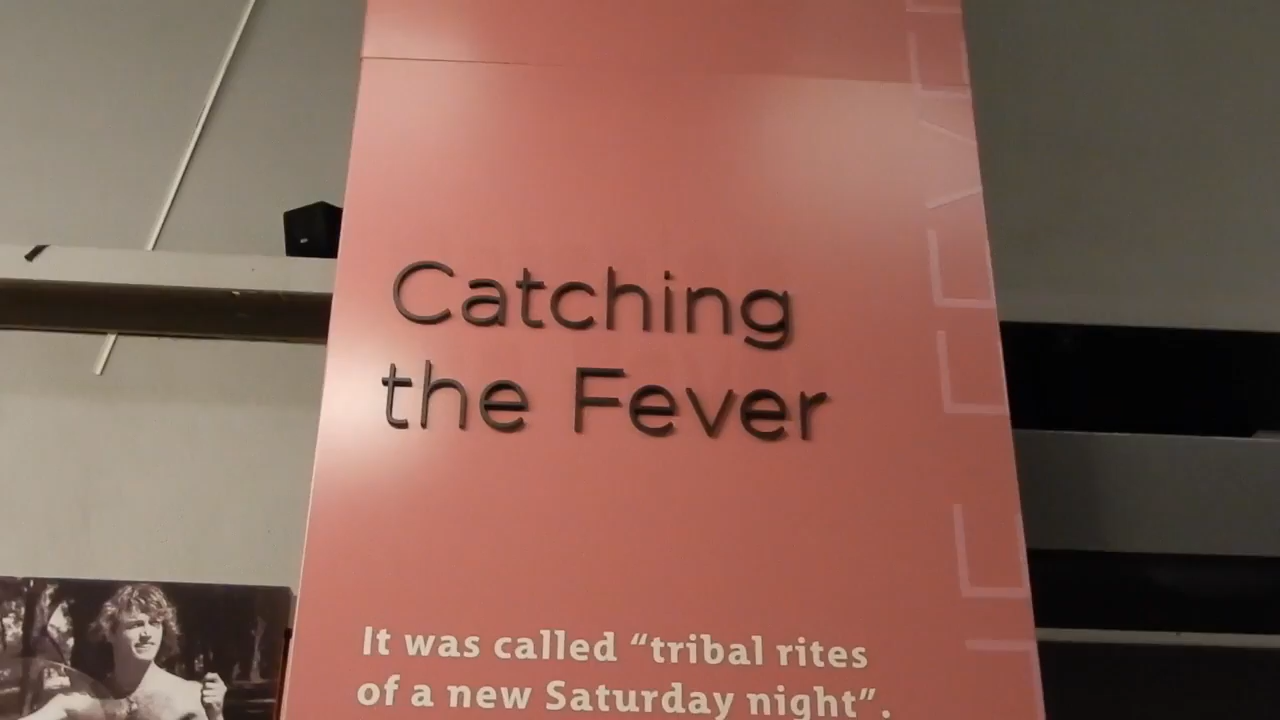 Catching
the Fever
It was called “tribal rites
of a new Saturday night”.